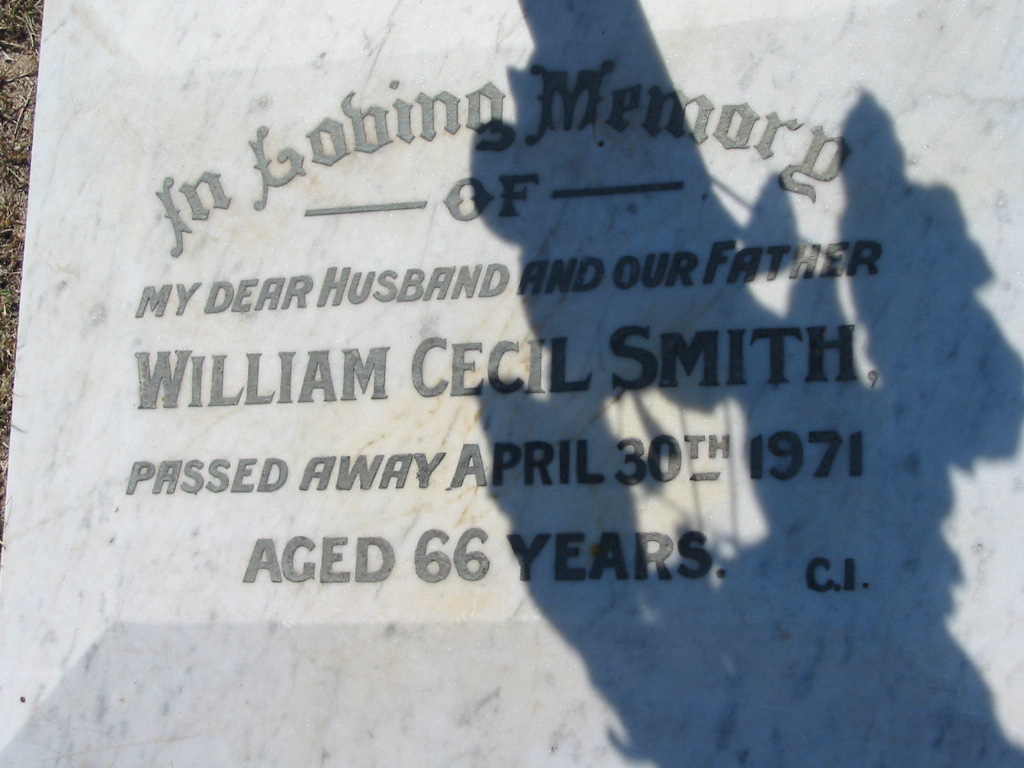 In Loving Memory
OF
MY DEAR HUSBAND AND OUR FATHER
WILLIAM CECIL SMITH,
PASSED AWAY APRIL 30TH 1971
AGED 66 YEARS.
C.I.